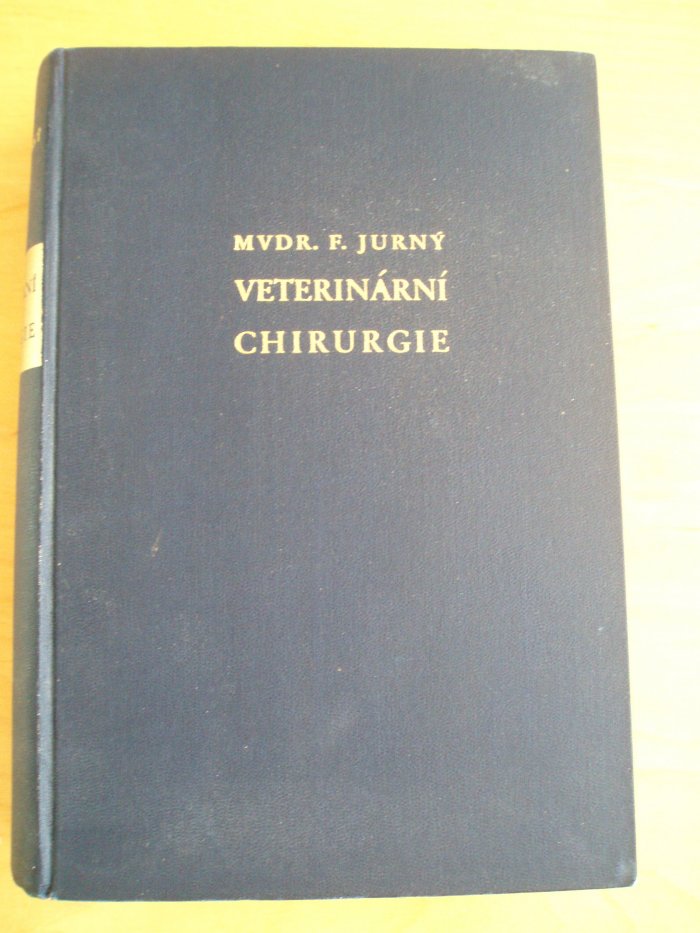 MVDR. F. JURNÝ
VETERINÁRNÍ
CHIRURGIE